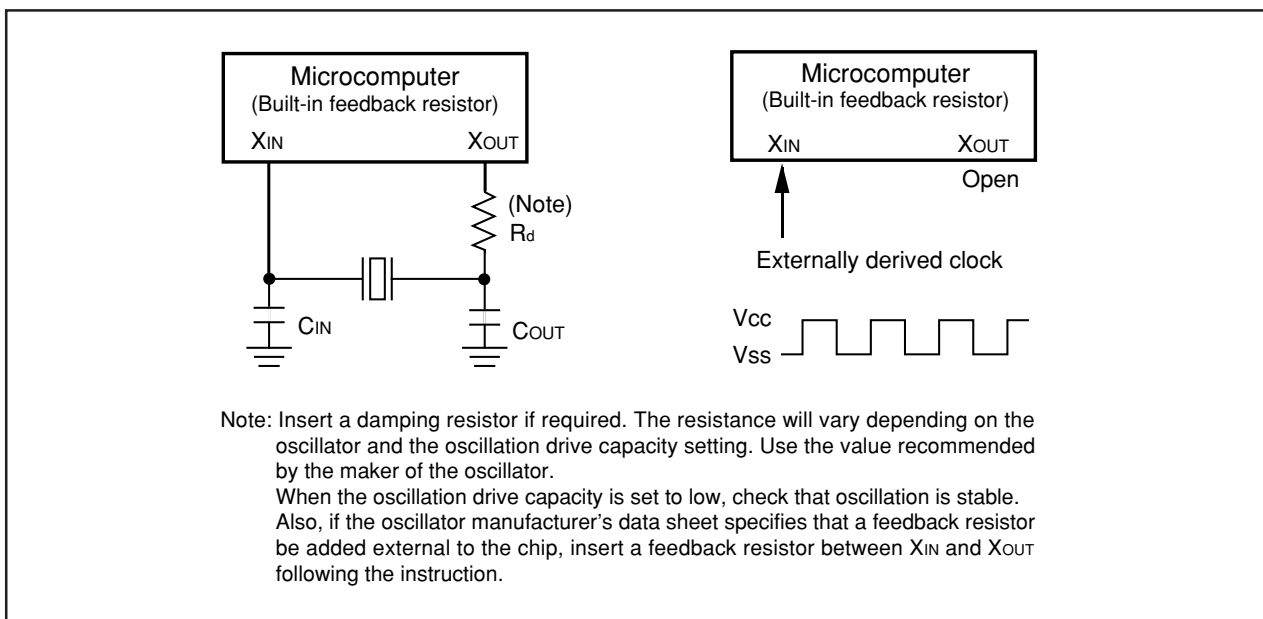 Microcomputer
(Built-in feedback resistor)
XIN XOUT
(Note)
Rd
CIN
COUT
Microcomputer
(Built-in feedback resistor)
XIN XOUT
Open
Externally derived clock
Vcc
Vss
Note: Insert a damping resistor if required. The resistance will vary depending on the
oscillator and the oscillation drive capacity setting. Use the value recommended
by the maker of the oscillator.
When the oscillation drive capacity is set to low, check that oscillation is stable.
Also, if the oscillator manufacturer's data sheet specifies that a feedback resistor
be added external to the chip, insert a feedback resistor between XIN and XOUT
following the instruction.